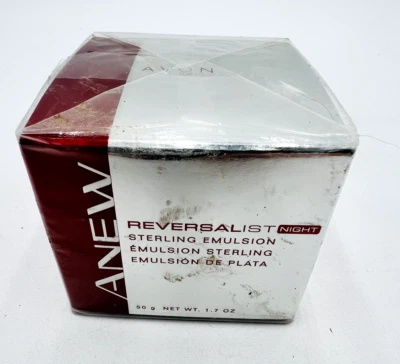 AVON
ANEW
REVERSALIST NIGHT
STERLING EMULSION
ÉMULSION STERLING
EMULSIÓN DE PLATA
50 g NET WT. 1.7 OZ